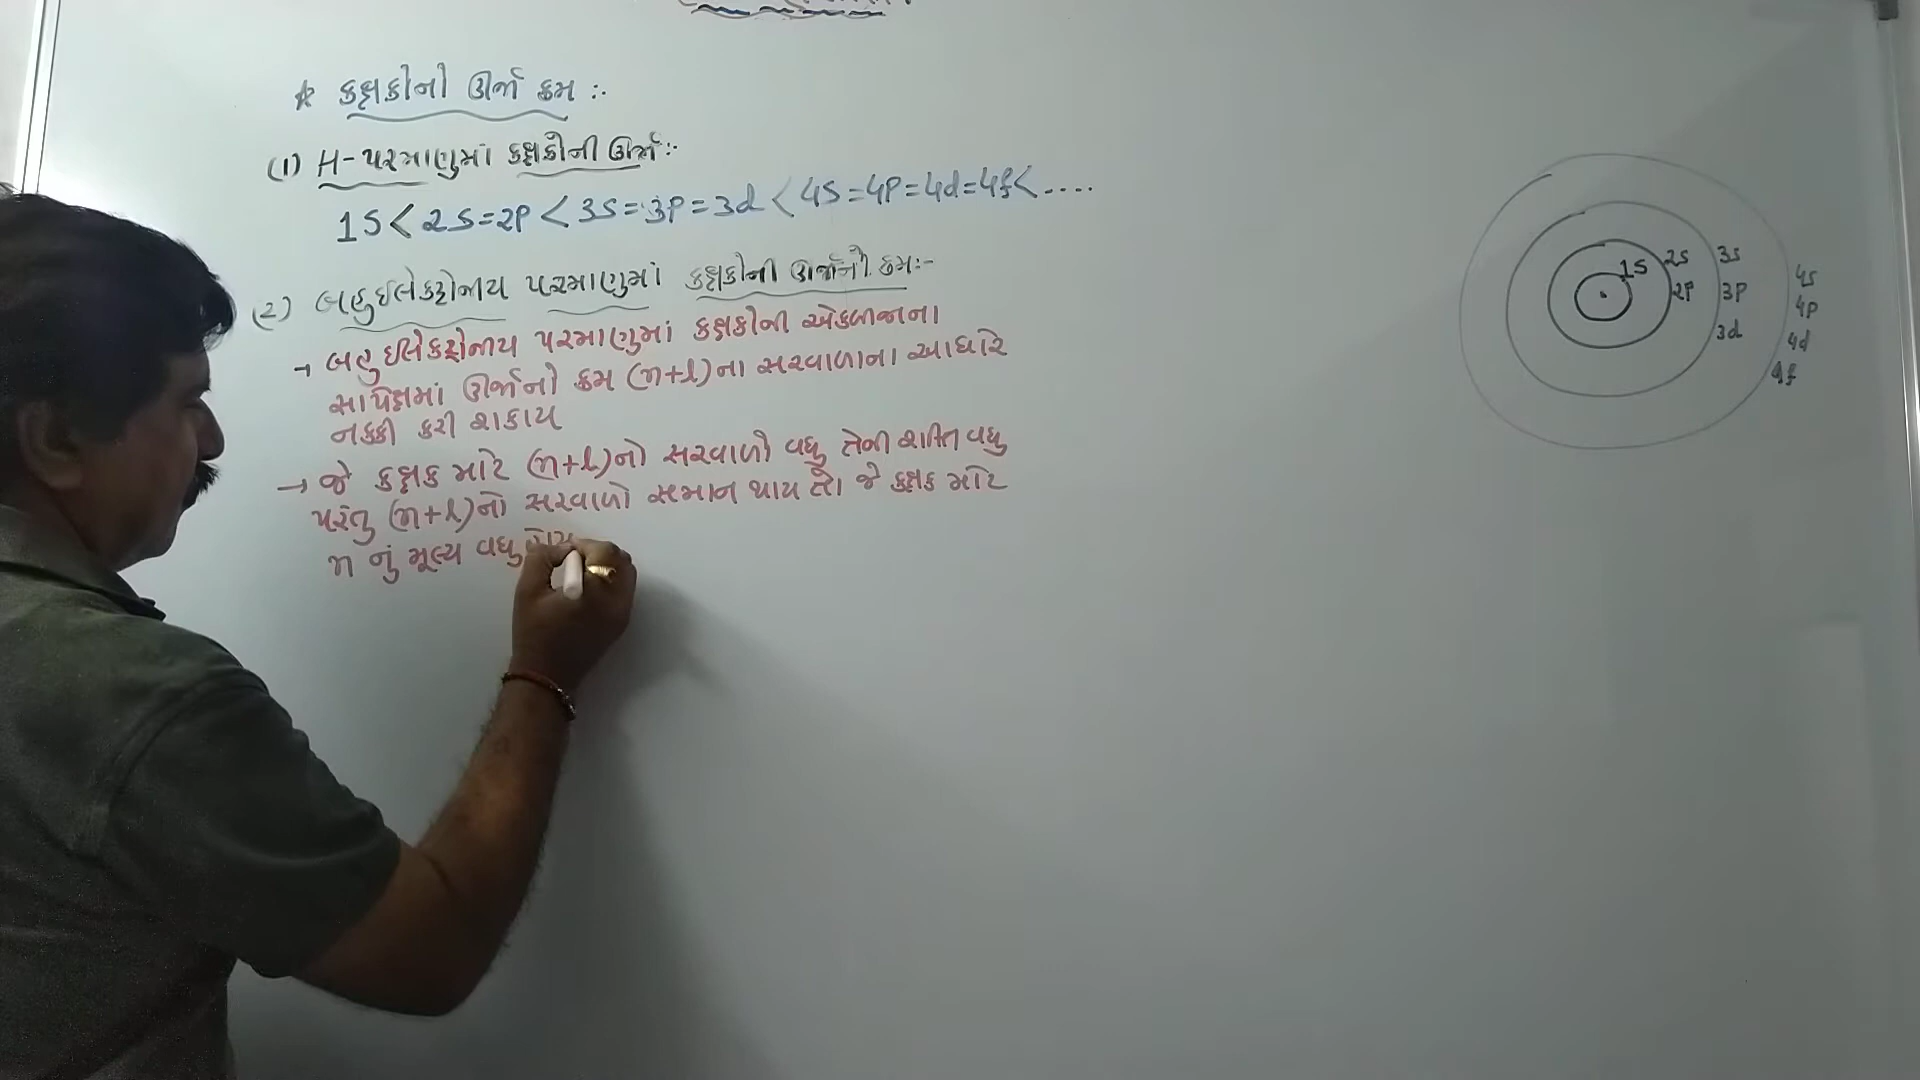 * કક્ષકોનો ઊર્જા ક્રમ :-
(1) H-પરમાણુમાં કક્ષકોની ઊર્જા:-
1S < 2S = 2P < 3S = 3P = 3d < 4S = 4P = 4d = 4f < ....
(2) બહુઇલેક્ટ્રોનીય પરમાણુમાં કક્ષકોની ઊર્જાનો ક્રમ:-
→ બહુ ઇલેક્ટ્રોનીય પરમાણુમાં કક્ષકોની એકબીજાના
સાપેક્ષમાં ઊર્જાનો ક્રમ (n+l)ના સરવાળાના આધારે
નક્કી કરી શકાય
→ જે કક્ષક માટે (n+l)નો સરવાળો વધુ તેની શક્તિ વધુ
પરંતુ (n+l)નો સરવાળો સમાન થાય તો જે કક્ષક માટે
n નું મૂલ્ય વધુ હોય
1S
2S
2P
3S
3P
3d
4S
4P
4d
4f